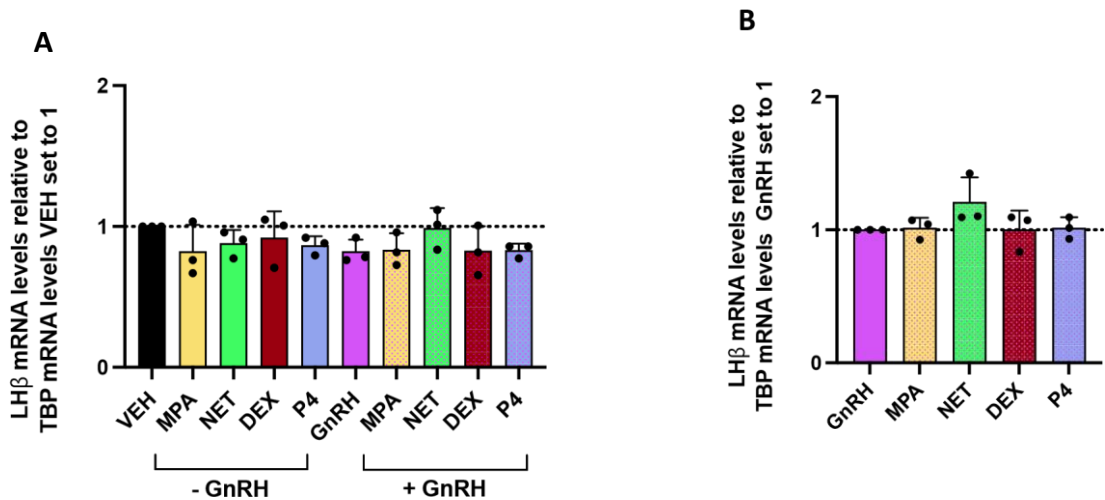 A
LHβ mRNA levels relative to
TBP mRNA levels VEH set to 1
2
1
0
VEH
MPA
NET
DEX
P4
GnRH
MPA
NET
DEX
P4
- GnRH
+ GnRH
B
LHβ mRNA levels relative to
TBP mRNA levels GnRH set to 1
2
1
0
GnRH
MPA
NET
DEX
P4